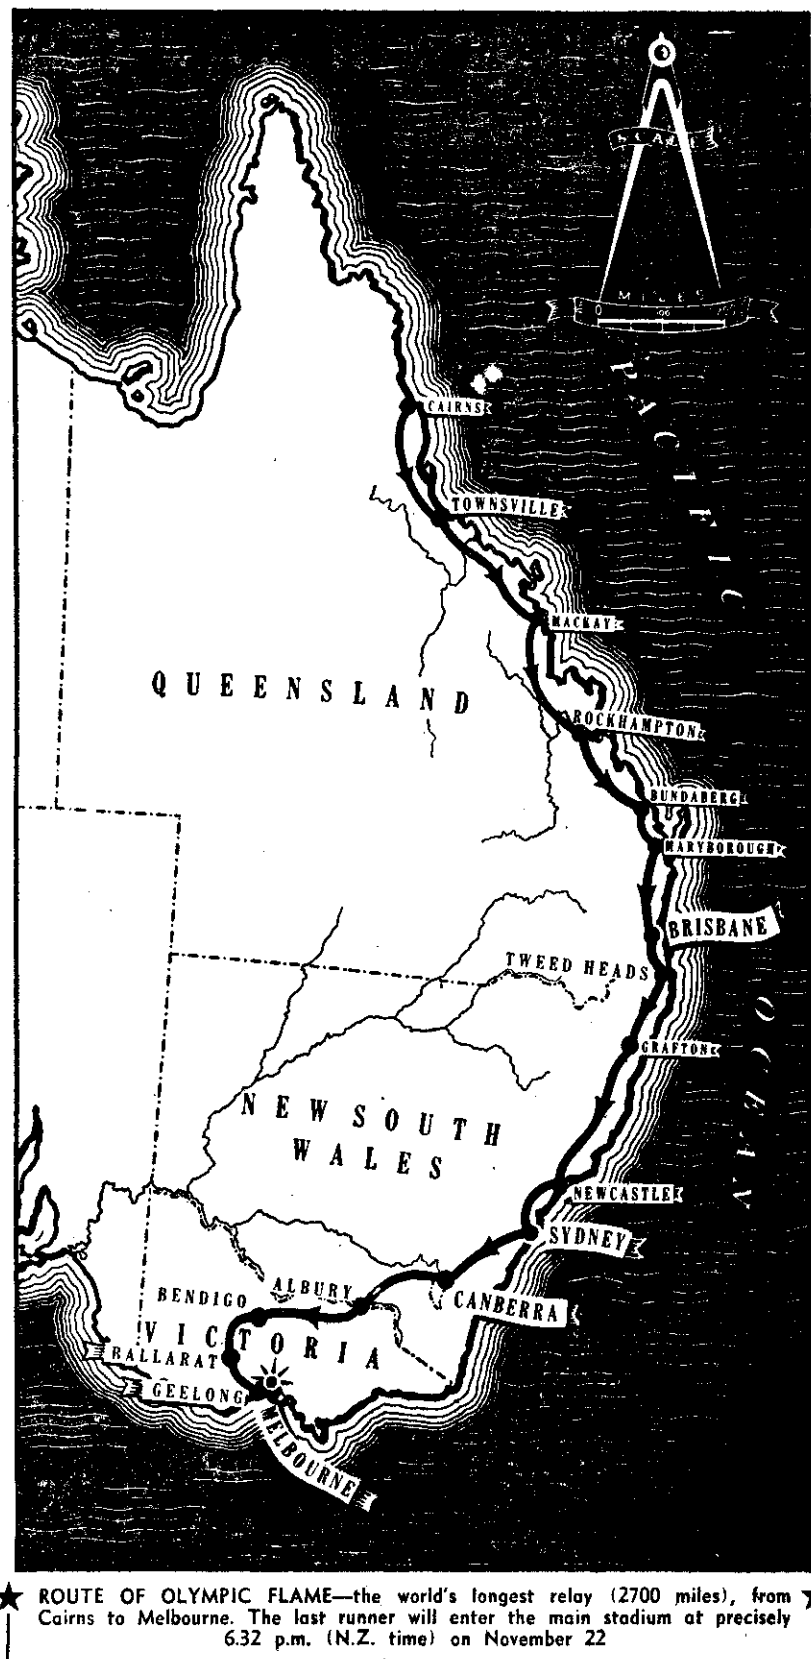 SCALE
MILES
0
PACIFIC
CAIRNS
TOWNSVILLE
MACKAY
QUEENSLAND
ROCKHAMPTON
BUNDABERG
MARYBOROUGH
BRISBANE
TWEED HEADS
OCEAN
GRAFTON
NEW SOUTH
WALES
NEWCASTLE
SYDNEY
ALBURY
CANBERRA
BENDIGO
VICTORIA
BALLARAT
GEELONG
MELBOURNE
ROUTE OF OLYMPIC FLAME—the world's longest relay (2700 miles), from
Cairns to Melbourne. The last runner will enter the main stadium at precisely
6.32 p.m. (N.Z. time) on November 22